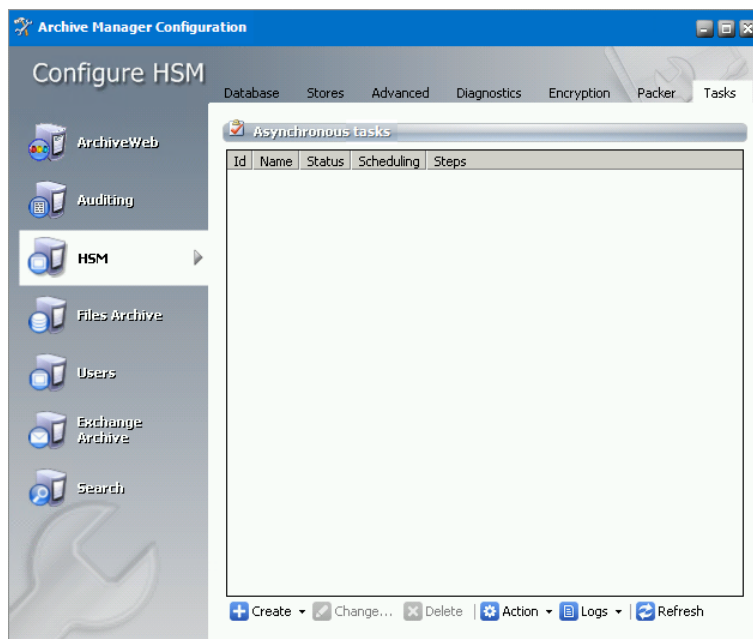 Archive Manager Configuration
Configure HSM
Database Stores Advanced Diagnostics Encryption Packer Tasks
ArchiveWeb
Auditing
HSM
Files Archive
Users
Exchange
Archive
Search
Asynchronous tasks
Id Name Status Scheduling Steps
Create Change... Delete Action Logs Refresh